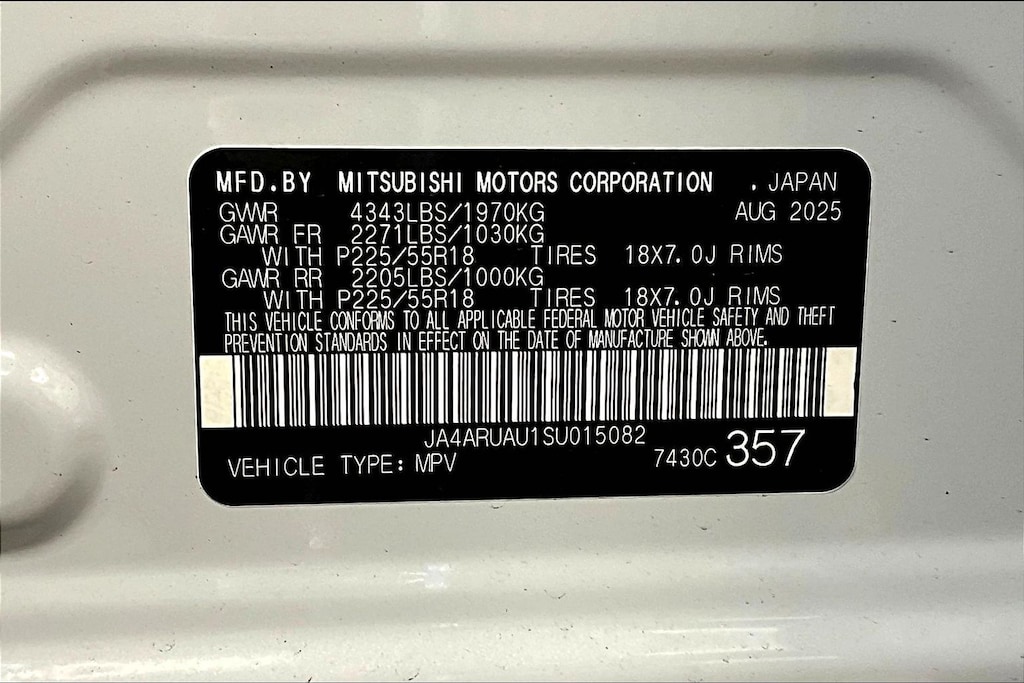 MFD.BY MITSUBISHI MOTORS CORPORATION . JAPAN
GVWR 4343LBS/1970KG AUG 2025
GAWR FR 2271LBS/1030KG
WITH P225/55R18 TIRES 18X7.0J RIMS
GAWR RR 2205LBS/1000KG
WITH P225/55R18 TIRES 18X7.0J RIMS
THIS VEHICLE CONFORMS TO ALL APPLICABLE FEDERAL MOTOR VEHICLE SAFETY AND THEFT
PREVENTION STANDARDS IN EFFECT ON THE DATE OF MANUFACTURE SHOWN ABOVE.
JA4ARUAU1SU015082
VEHICLE TYPE: MPV 7430C 357